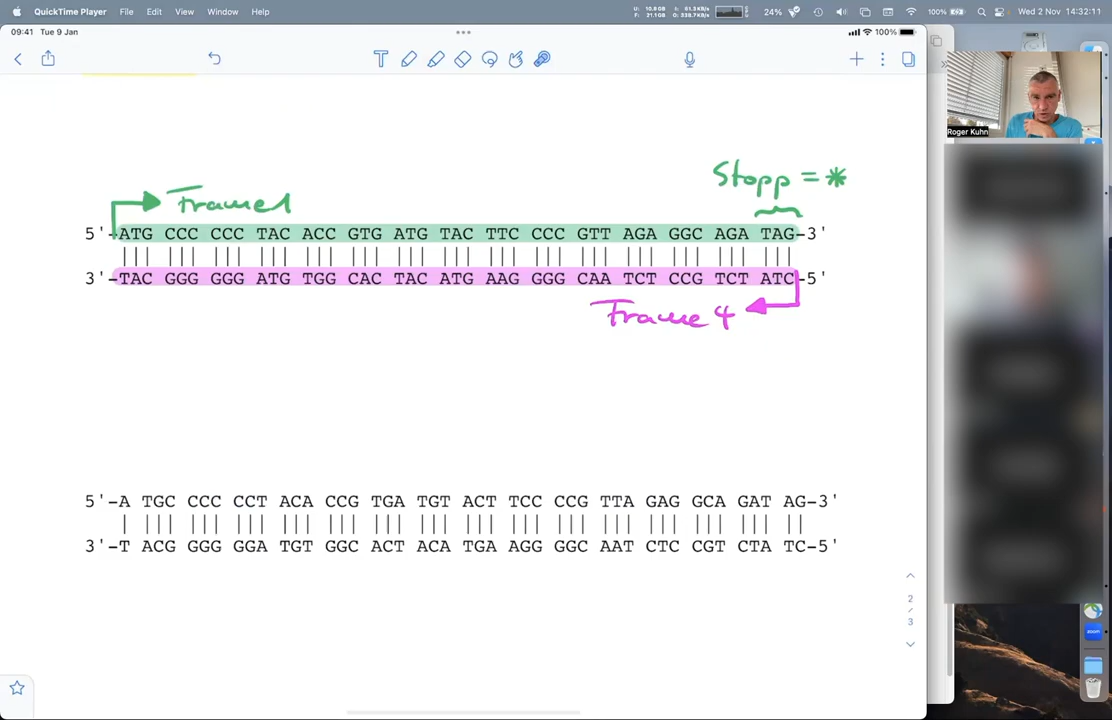 QuickTime Player File Edit View Window Help
24% 100% Wed 2 Nov 14:32:11
09:41 Tue 9 Jan
100%
Roger Kuhn
Stopp = *
Frame 1
5'-ATG CCC CCC TAC ACC GTG ATG TAC TTC CCC GTT AGA GGC AGA TAG-3'
3'-TAC GGG GGG ATG TGG CAC TAC ATG AAG GGG CAA TCT CCG TCT ATC-5'
Frame 4
5'-A TGC CCC CCT ACA CCG TGA TGT ACT TCC CCG TTA GAG GCA GAT AG-3'
3'-T ACG GGG GGA TGT GGC ACT ACA TGA AGG GGC AAT CTC CGT CTA TC-5'
2
/
3
zoom